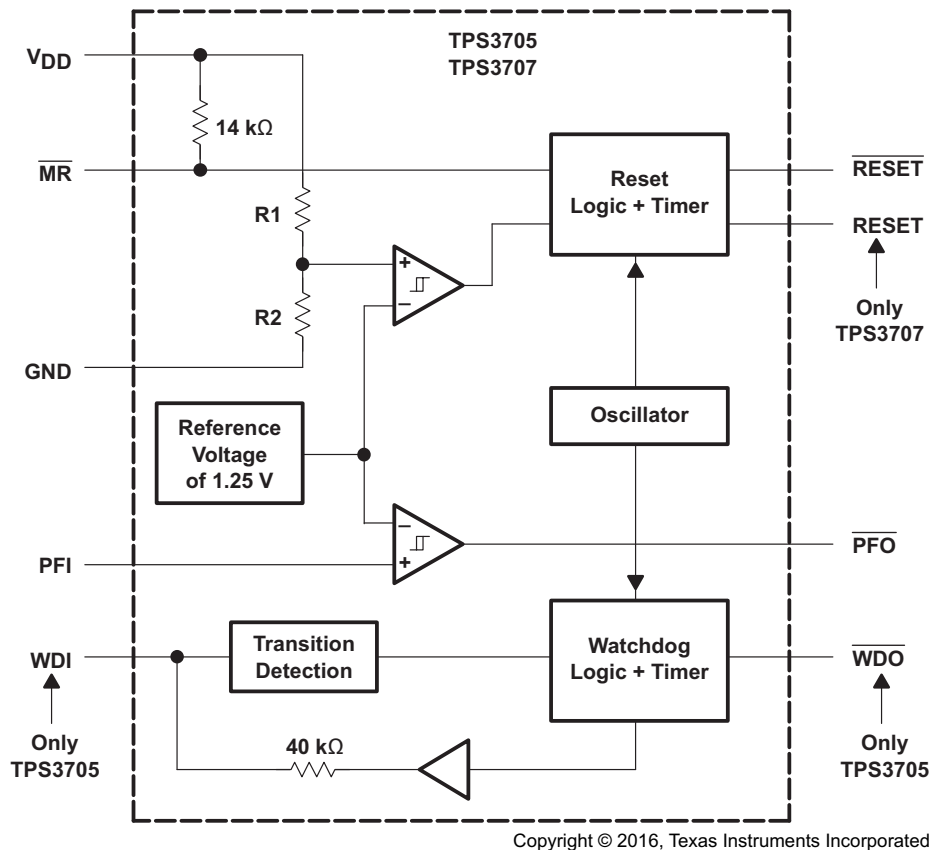 TPS3705
TPS3707
VDD
14 kΩ
MR
Reset
Logic + Timer
RESET
R1
RESET
+
−
R2
Only
TPS3707
GND
Oscillator
Reference
Voltage
of 1.25 V
−
+
PFO
PFI
Transition
Detection
Watchdog
Logic + Timer
WDI
WDO
Only
TPS3705
40 kΩ
Only
TPS3705
Copyright © 2016, Texas Instruments Incorporated